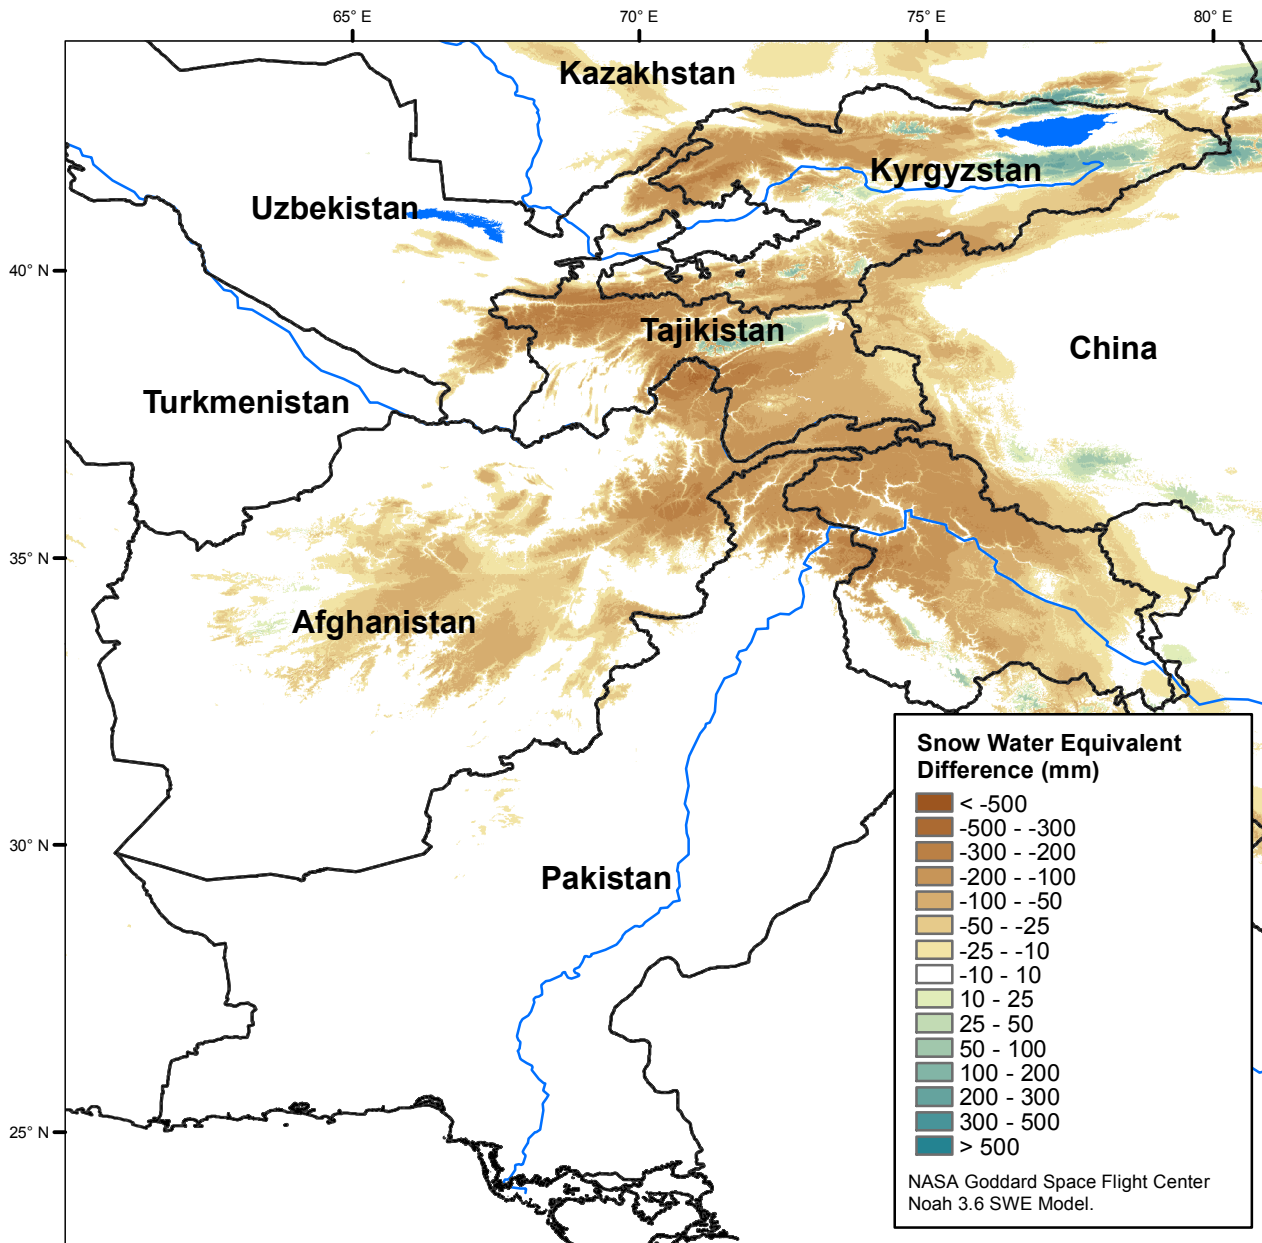 65° E
70° E
75° E
80° E
Kazakhstan
Kyrgyzstan
Uzbekistan
40° N
Tajikistan
China
Turkmenistan
35° N
Afghanistan
30° N
Pakistan
25° N
Snow Water Equivalent
Difference (mm)
< -500
-500 - -300
-300 - -200
-200 - -100
-100 - -50
-50 - -25
-25 - -10
-10 - 10
10 - 25
25 - 50
50 - 100
100 - 200
200 - 300
300 - 500
> 500
NASA Goddard Space Flight Center
Noah 3.6 SWE Model.